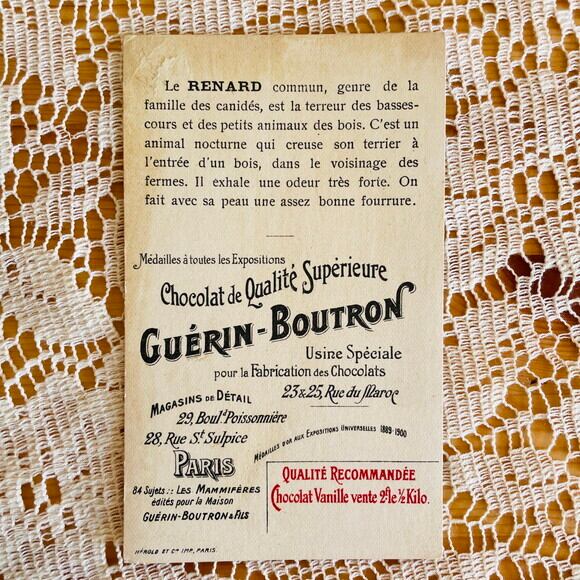 Le RENARD commun, genre de la
famille des canidés, est la terreur des basses-
cours et des petits animaux des bois. C'est un
animal nocturne qui creuse son terrier à
l'entrée d'un bois, dans le voisinage des
fermes. Il exhale une odeur très forte. On
fait avec sa peau une assez bonne fourrure.
Médailles à toutes les Expositions
Chocolat de Qualité Supérieure
GUÉRIN-BOUTRON
Usine Spéciale
pour la Fabrication des Chocolats
23&25, Rue du Maroc
MAGASINS DE DÉTAIL
29, Boul.t Poissonnière
28, Rue St Sulpice
PARIS
MÉDAILLES D'OR AUX EXPOSITIONS UNIVERSELLES 1889-1900
84 Sujets :: LES MAMMIFÈRES
édités pour la Maison
GUÉRIN-BOUTRON & FILS
QUALITÉ RECOMMANDÉE
Chocolat Vanille vente 2f le ½ Kilo.
HÉROLD ET Cie IMP, PARIS.